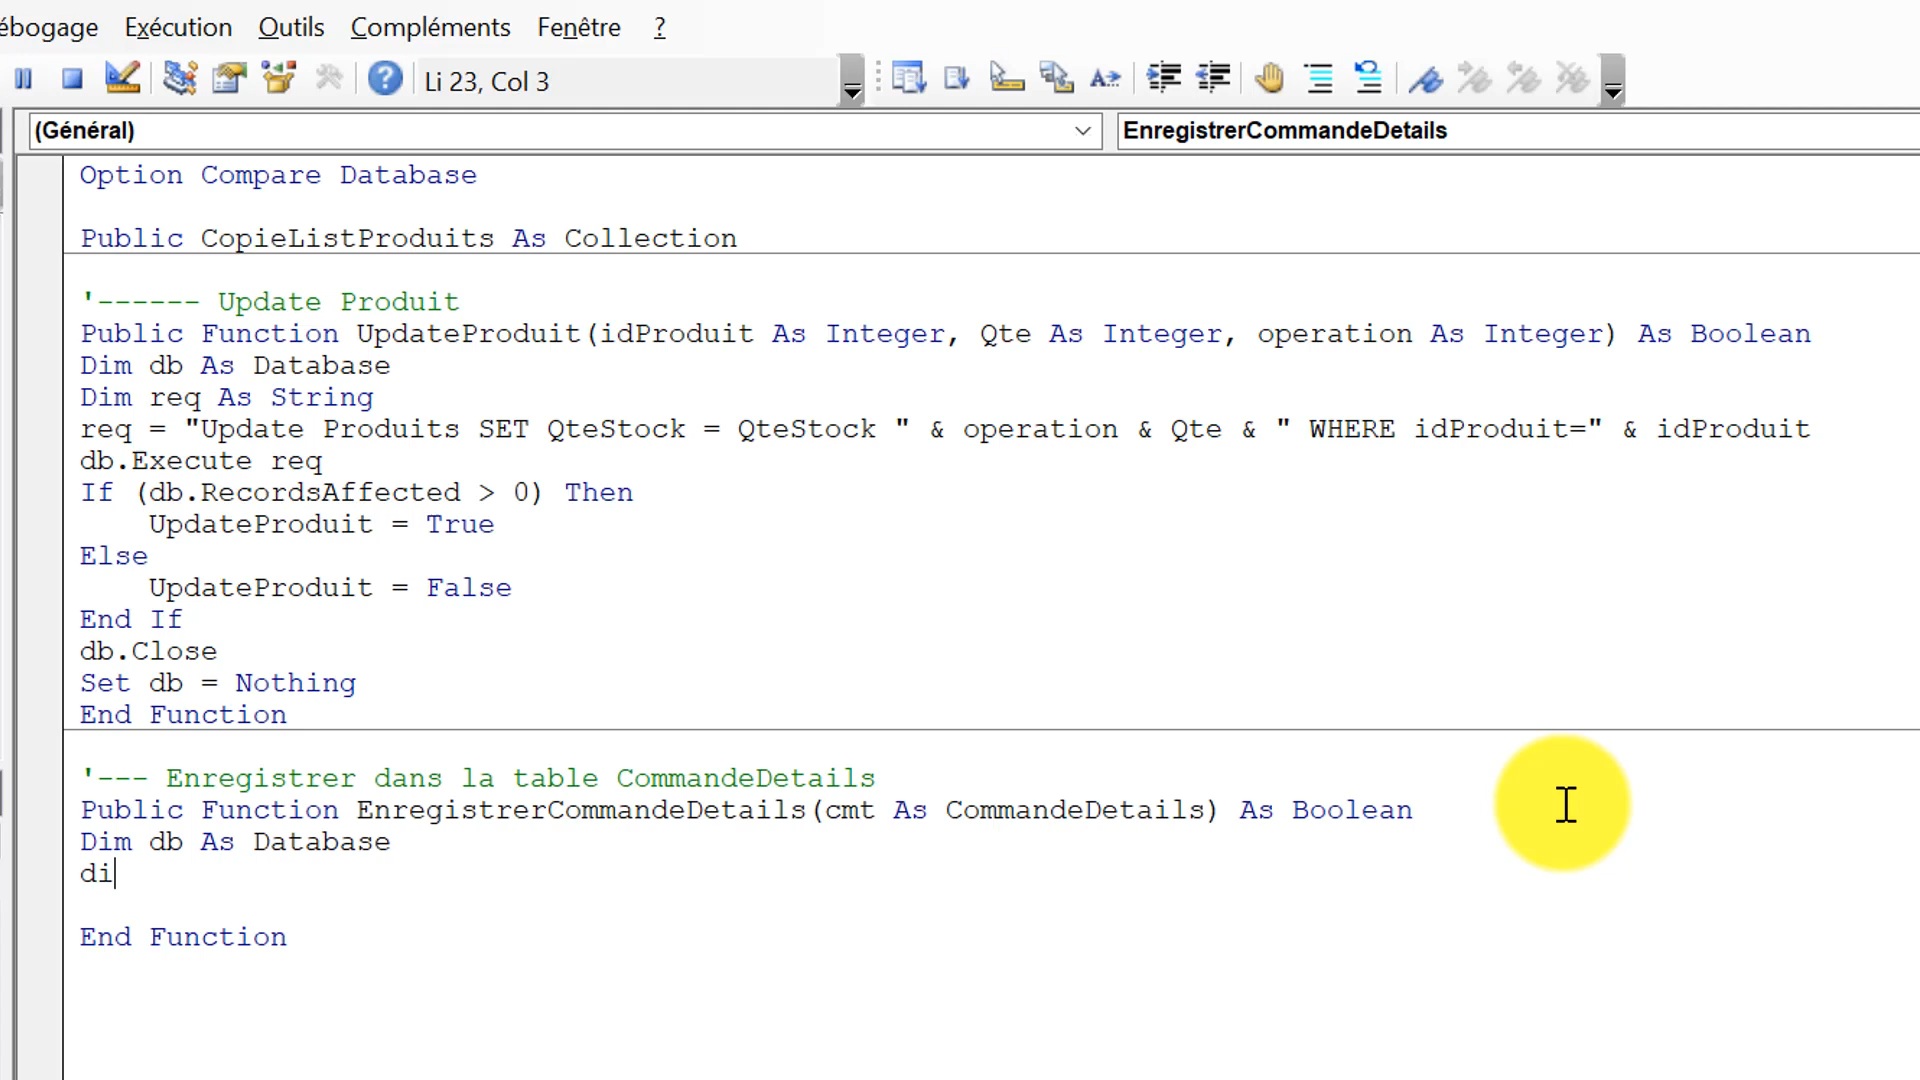 ébogage Exécution Outils Compléments Fenêtre ?
Li 23, Col 3
(Général) EnregistrerCommandeDetails
Option Compare Database
Public CopieListProduits As Collection
'------ Update Produit
Public Function UpdateProduit(idProduit As Integer, Qte As Integer, operation As Integer) As Boolean
Dim db As Database
Dim req As String
req = "Update Produits SET QteStock = QteStock " & operation & Qte & " WHERE idProduit=" & idProduit
db.Execute req
If (db.RecordsAffected > 0) Then
    UpdateProduit = True
Else
    UpdateProduit = False
End If
db.Close
Set db = Nothing
End Function
'--- Enregistrer dans la table CommandeDetails
Public Function EnregistrerCommandeDetails(cmt As CommandeDetails) As Boolean
Dim db As Database
di
End Function